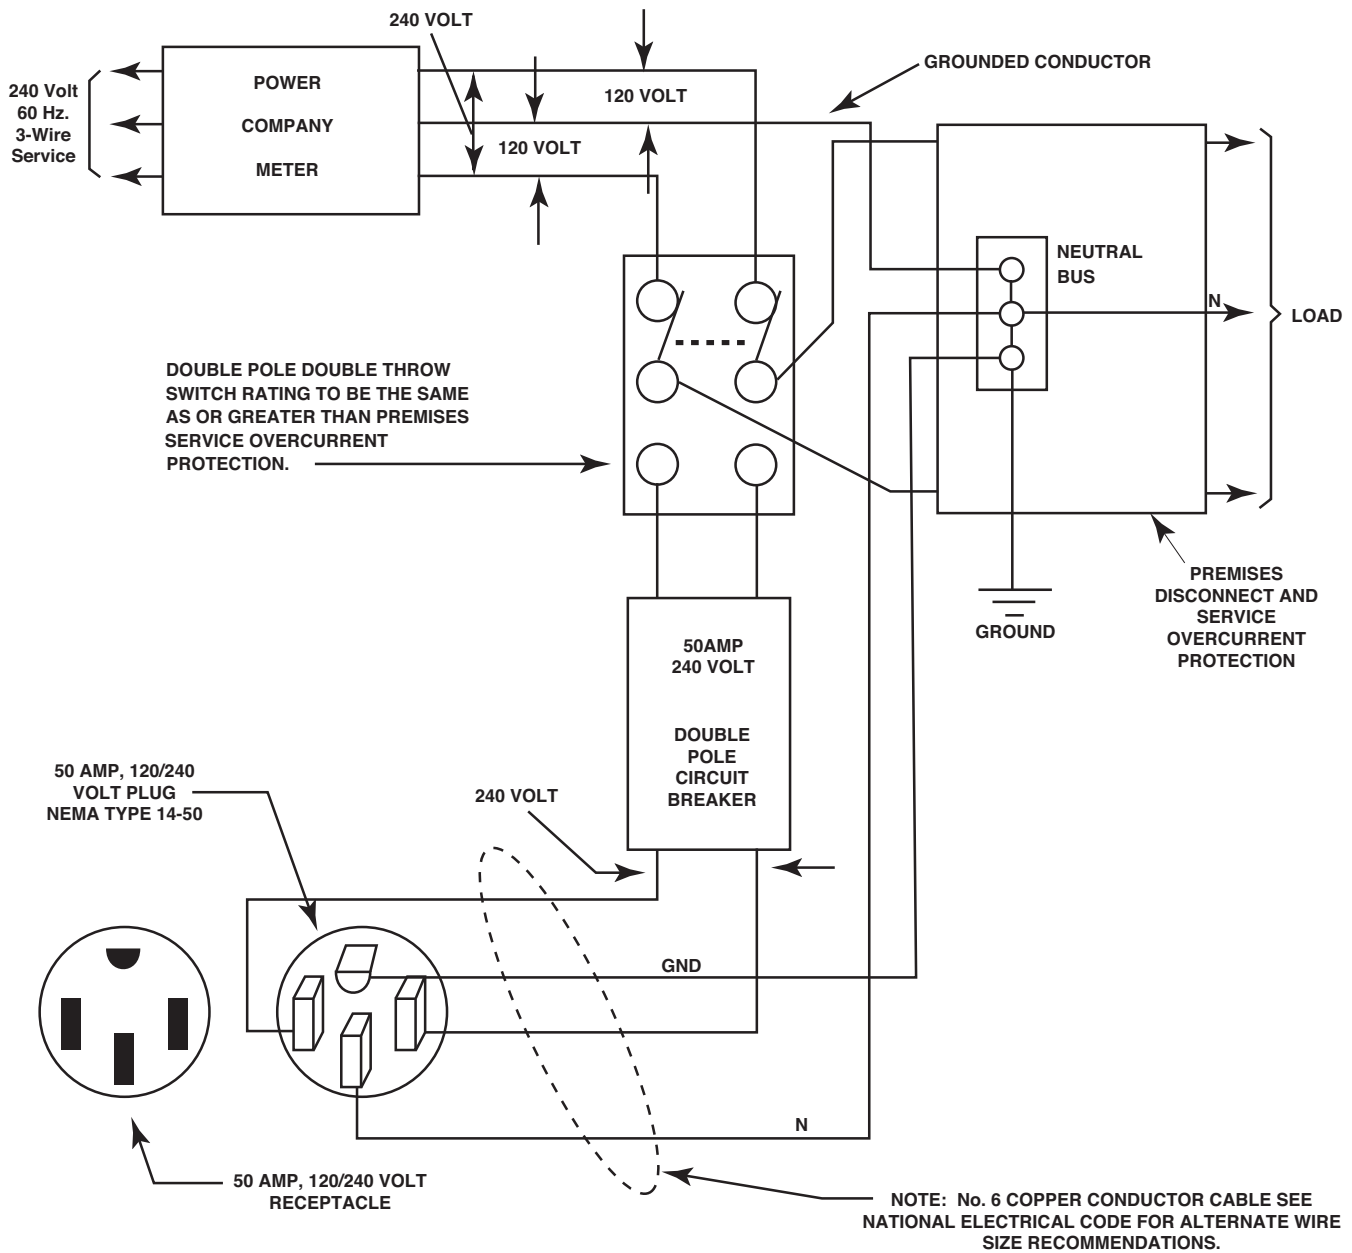 240 VOLT
GROUNDED CONDUCTOR
240 Volt
60 Hz.
3-Wire
Service
POWER
COMPANY
METER
120 VOLT
120 VOLT
NEUTRAL
BUS
N
LOAD
DOUBLE POLE DOUBLE THROW
SWITCH RATING TO BE THE SAME
AS OR GREATER THAN PREMISES
SERVICE OVERCURRENT
PROTECTION.
GROUND
PREMISES
DISCONNECT AND
SERVICE
OVERCURRENT
PROTECTION
50AMP
240 VOLT
DOUBLE
POLE
CIRCUIT
BREAKER
50 AMP, 120/240
VOLT PLUG
NEMA TYPE 14-50
240 VOLT
GND
N
50 AMP, 120/240 VOLT
RECEPTACLE
NOTE: No. 6 COPPER CONDUCTOR CABLE SEE
NATIONAL ELECTRICAL CODE FOR ALTERNATE WIRE
SIZE RECOMMENDATIONS.